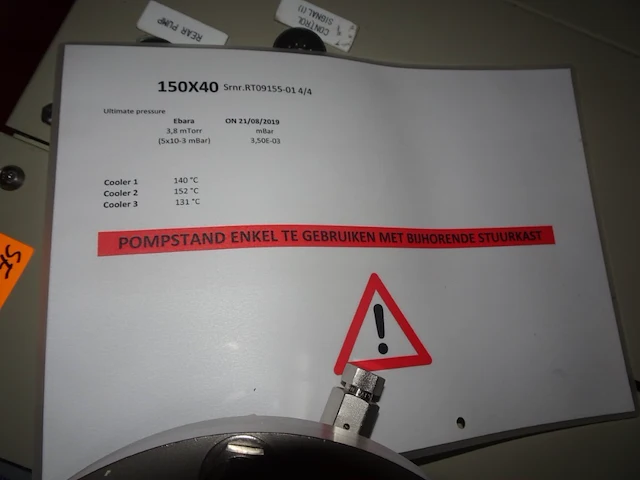 REAR PUMP
CONTROL
SIGNAL (1)
150X40 Srnr.RT09155-01 4/4
Ultimate pressure
Ebara ON 21/08/2019
3,8 mTorr mBar
(5x10-3 mBar) 3,50E-03
Cooler 1 140 °C
Cooler 2 152 °C
Cooler 3 131 °C
POMPSTAND ENKEL TE GEBRUIKEN MET BIJHORENDE STUURKAST